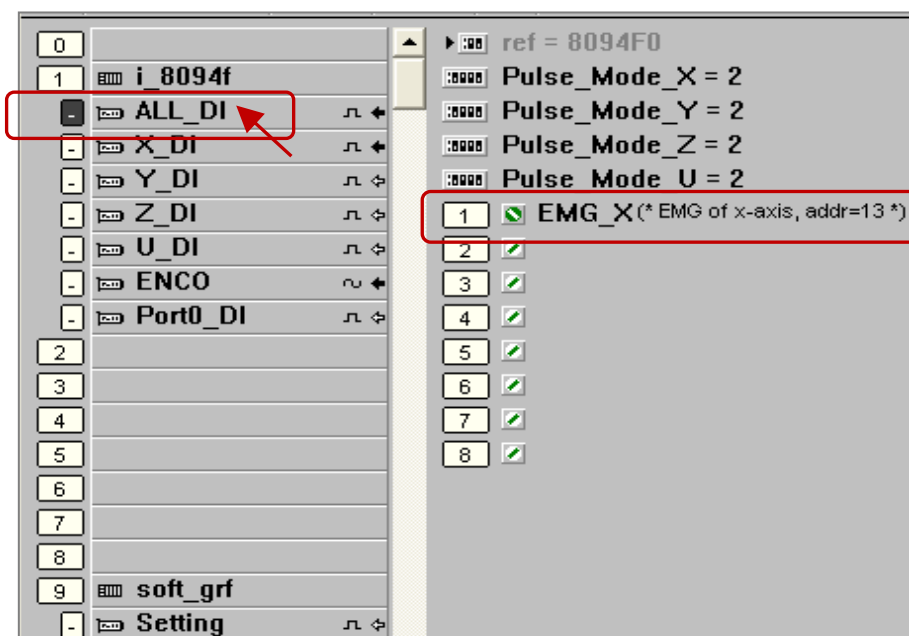 0
1 i_8094f
- ALL_DI
- X_DI
- Y_DI
- Z_DI
- U_DI
- ENCO
- Port0_DI
2
3
4
5
6
7
8
9 soft_grf
- Setting
ref = 8094F0
Pulse_Mode_X = 2
Pulse_Mode_Y = 2
Pulse_Mode_Z = 2
Pulse_Mode_U = 2
1 EMG_X (* EMG of x-axis, addr=13 *)
2
3
4
5
6
7
8